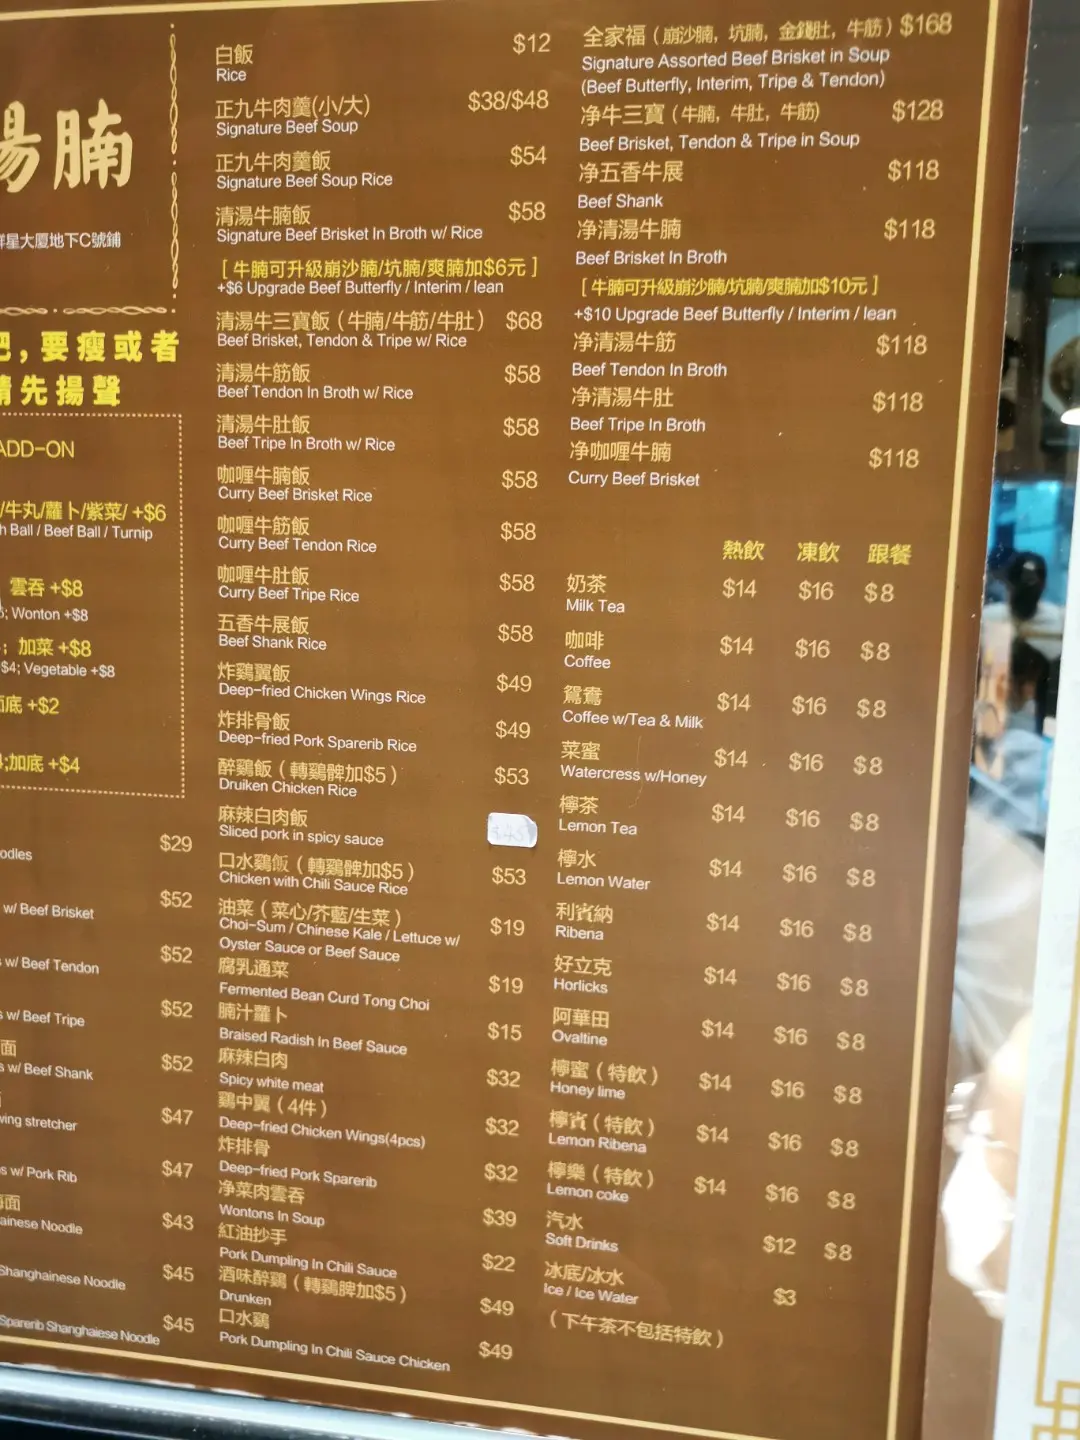 湯腩
群星大廈地下C號鋪
肥,要瘦或者
請先揚聲
ADD-ON
/牛丸/蘿卜/紫菜/ +$6
h Ball / Beef Ball / Turnip
雲吞 +$8
; Wonton +$8
; 加菜 +$8
$4; Vegetable +$8
底 +$2
;加底 +$4
odles $29
w/ Beef Brisket $52
s w/ Beef Tendon $52
s w/ Beef Tripe $52
面
s w/ Beef Shank $52
wing stretcher $47
s w/ Pork Rib $47
海面
ainese Noodle $43
Shanghainese Noodle $45
Sparerib Shanghaiese Noodle $45
白飯 $12
Rice
正九牛肉羹(小/大) $38/$48
Signature Beef Soup
正九牛肉羹飯 $54
Signature Beef Soup Rice
清湯牛腩飯 $58
Signature Beef Brisket In Broth w/ Rice
[ 牛腩可升級崩沙腩/坑腩/爽腩加$6元 ]
+$6 Upgrade Beef Butterfly / Interim / lean
清湯牛三寶飯 ( 牛腩/牛筋/牛肚 ) $68
Beef Brisket, Tendon & Tripe w/ Rice
清湯牛筋飯 $58
Beef Tendon In Broth w/ Rice
清湯牛肚飯 $58
Beef Tripe In Broth w/ Rice
咖喱牛腩飯 $58
Curry Beef Brisket Rice
咖喱牛筋飯 $58
Curry Beef Tendon Rice
咖喱牛肚飯 $58
Curry Beef Tripe Rice
五香牛展飯 $58
Beef Shank Rice
炸鷄翼飯 $49
Deep-fried Chicken Wings Rice
炸排骨飯 $49
Deep-fried Pork Sparerib Rice
醉鷄飯 ( 轉鷄髀加$5 ) $53
Druiken Chicken Rice
麻辣白肉飯
Sliced pork in spicy sauce
口水鷄飯 ( 轉鷄髀加$5 ) $53
Chicken with Chili Sauce Rice
油菜 ( 菜心/芥藍/生菜 ) $19
Choi-Sum / Chinese Kale / Lettuce w/
Oyster Sauce or Beef Sauce
腐乳通菜 $19
Fermented Bean Curd Tong Choi
腩汁蘿卜 $15
Braised Radish In Beef Sauce
麻辣白肉 $32
Spicy white meat
鷄中翼 ( 4件 ) $32
Deep-fried Chicken Wings(4pcs)
炸排骨 $32
Deep-fried Pork Sparerib
净菜肉雲吞 $39
Wontons In Soup
紅油抄手 $22
Pork Dumpling In Chili Sauce
酒味醉鷄 ( 轉鷄脾加$5 ) $49
Drunken
口水鷄 $49
Pork Dumpling In Chili Sauce Chicken
全家福 ( 崩沙腩, 坑腩, 金錢肚, 牛筋 ) $168
Signature Assorted Beef Brisket in Soup
(Beef Butterfly, Interim, Tripe & Tendon)
净牛三寶 ( 牛腩, 牛肚, 牛筋) $128
Beef Brisket, Tendon & Tripe in Soup
净五香牛展 $118
Beef Shank
净清湯牛腩 $118
Beef Brisket In Broth
[ 牛腩可升級崩沙腩/坑腩/爽腩加$10元 ]
+$10 Upgrade Beef Butterfly / Interim / lean
净清湯牛筋 $118
Beef Tendon In Broth
净清湯牛肚 $118
Beef Tripe In Broth
净咖喱牛腩 $118
Curry Beef Brisket
熱飲 凍飲 跟餐
奶茶 $14 $16 $8
Milk Tea
咖啡 $14 $16 $8
Coffee
鴛鴦 $14 $16 $8
Coffee w/Tea & Milk
菜蜜 $14 $16 $8
Watercress w/Honey
檸茶 $14 $16 $8
Lemon Tea
檸水 $14 $16 $8
Lemon Water
利賓納 $14 $16 $8
Ribena
好立克 $14 $16 $8
Horlicks
阿華田 $14 $16 $8
Ovaltine
檸蜜 ( 特飲 ) $14 $16 $8
Honey lime
檸賓 ( 特飲 ) $14 $16 $8
Lemon Ribena
檸樂 ( 特飲 ) $14 $16 $8
Lemon coke
汽水 $12 $8
Soft Drinks
冰底/冰水 $3
Ice / Ice Water
( 下午茶不包括特飲 )